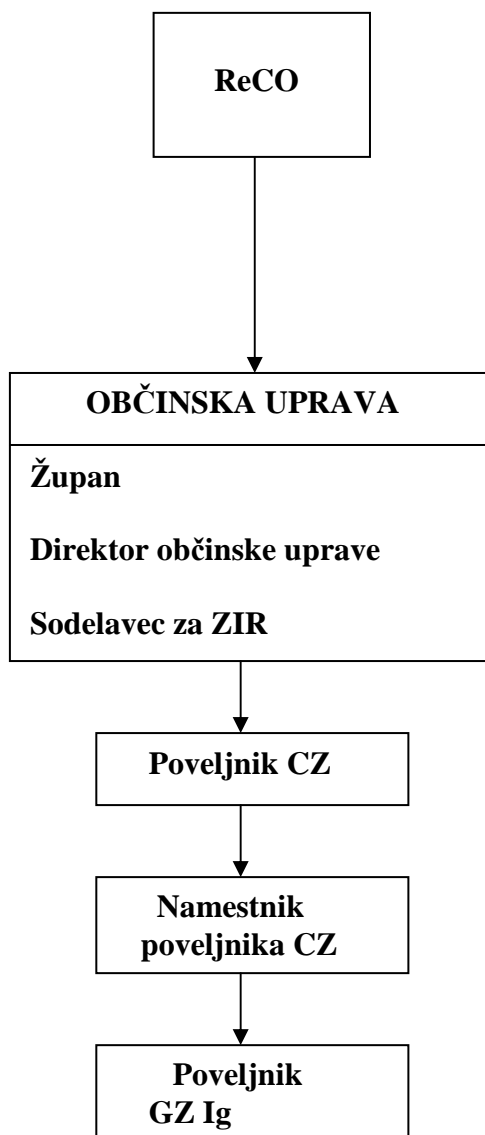 ReCO
OBČINSKA UPRAVA
Župan
Direktor občinske uprave
Sodelavec za ZIR
Poveljnik CZ
Namestnik
poveljnika CZ
Poveljnik
GZ Ig